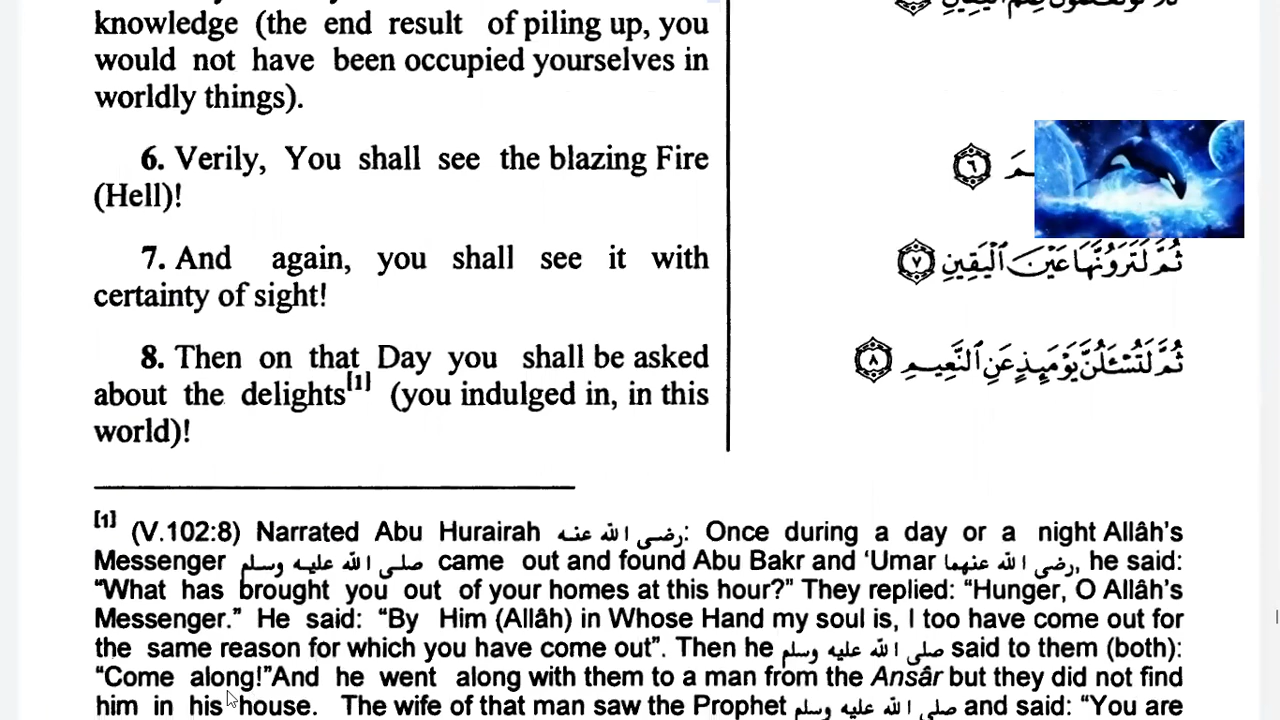 knowledge (the end result of piling up, you
would not have been occupied yourselves in
worldly things).
6. Verily, You shall see the blazing Fire
(Hell)!
٦
7. And again, you shall see it with
certainty of sight!
ثُمَّ لَتَرَوُنَّهَا عَيْنَ ٱلْيَقِينِ ٧
8. Then on that Day you shall be asked
about the delights[1] (you indulged in, in this
world)!
ثُمَّ لَتُسْـَٔلُنَّ يَوْمَئِذٍ عَنِ ٱلنَّعِيمِ ٨
[1] (V.102:8) Narrated Abu Hurairah رضى الله عنه: Once during a day or a night Allâh's
Messenger صلى الله عليه وسلم came out and found Abu Bakr and ‘Umar رضى الله عنهما, he said:
“What has brought you out of your homes at this hour?” They replied: “Hunger, O Allâh’s
Messenger.” He said: “By Him (Allâh) in Whose Hand my soul is, I too have come out for
the same reason for which you have come out”. Then he صلى الله عليه وسلم said to them (both):
“Come along!”And he went along with them to a man from the Ansâr but they did not find
him in his house. The wife of that man saw the Prophet صلى الله عليه وسلم and said: “You are